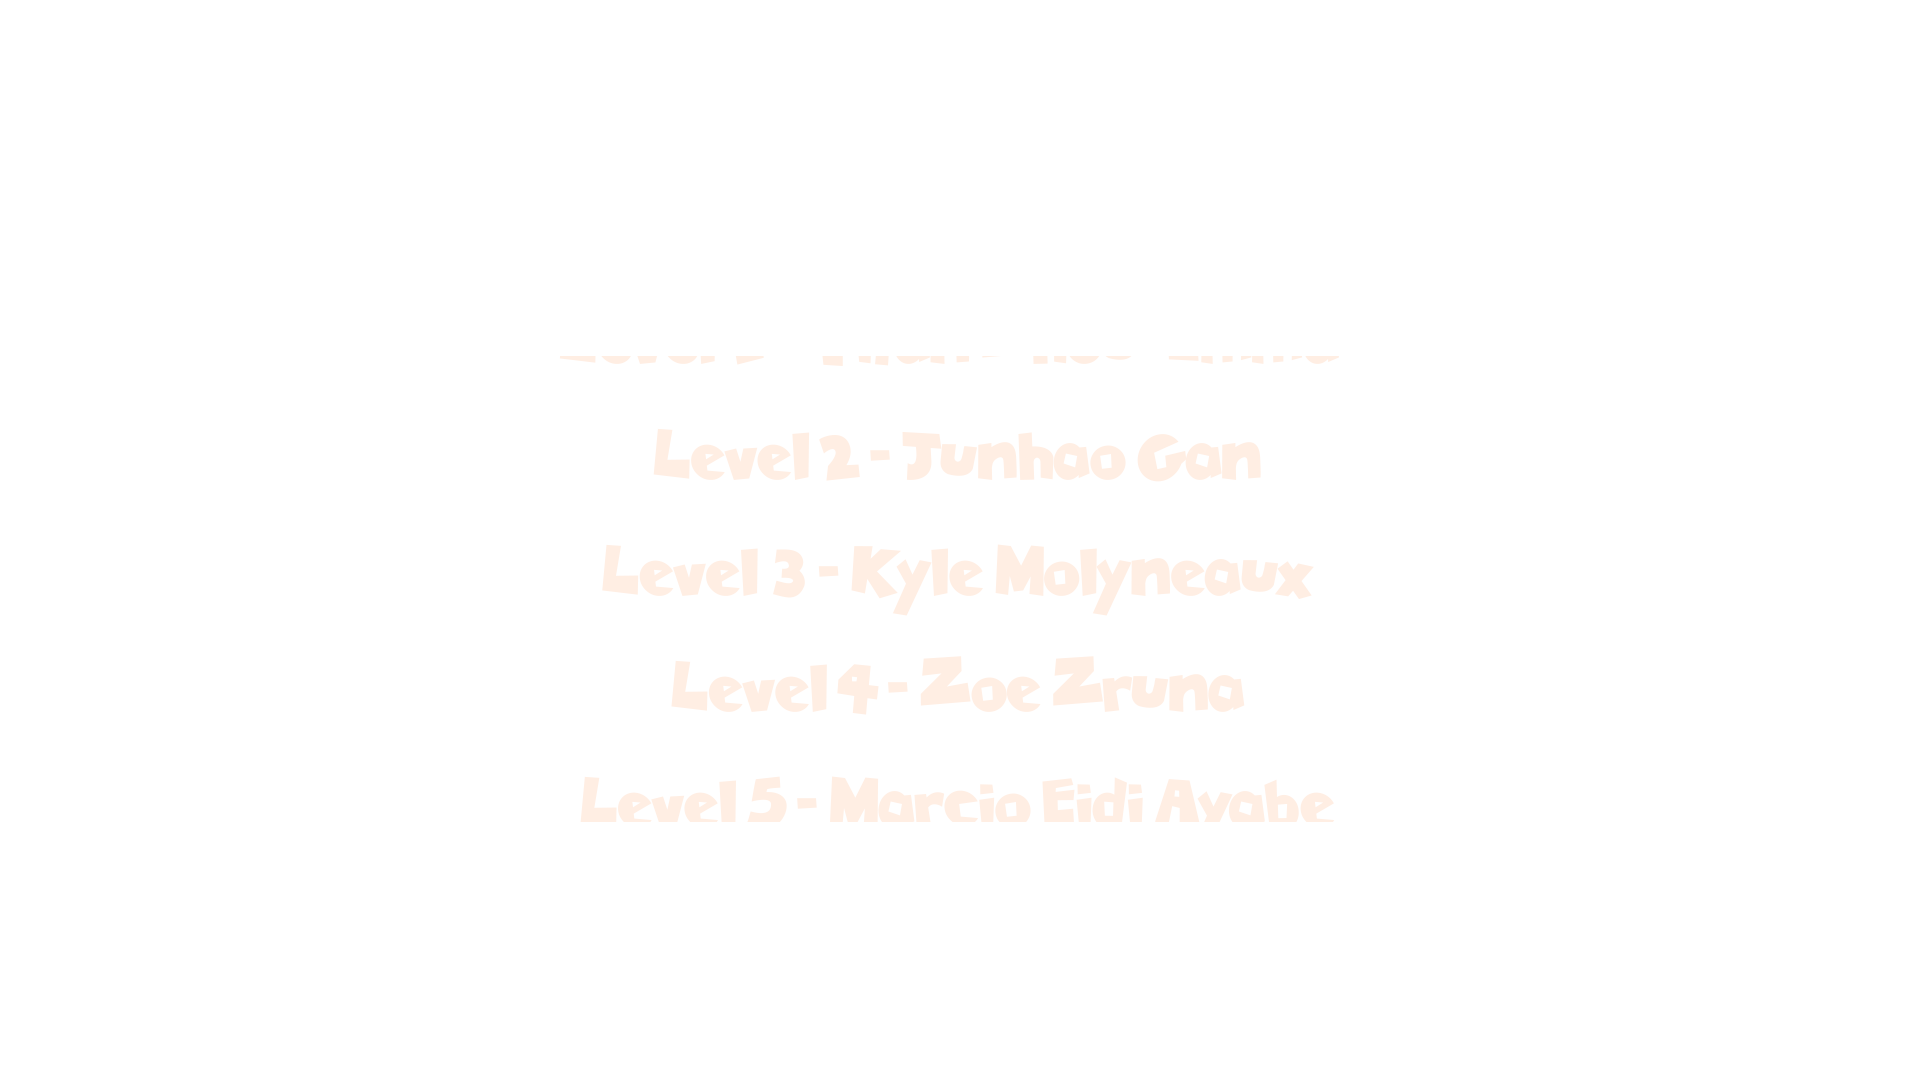 Level 2 - Junhao Gan
Level 3 - Kyle Molyneaux
Level 4 - Zoe Zruna
Level 5 - Marcio Eidi Ayabe